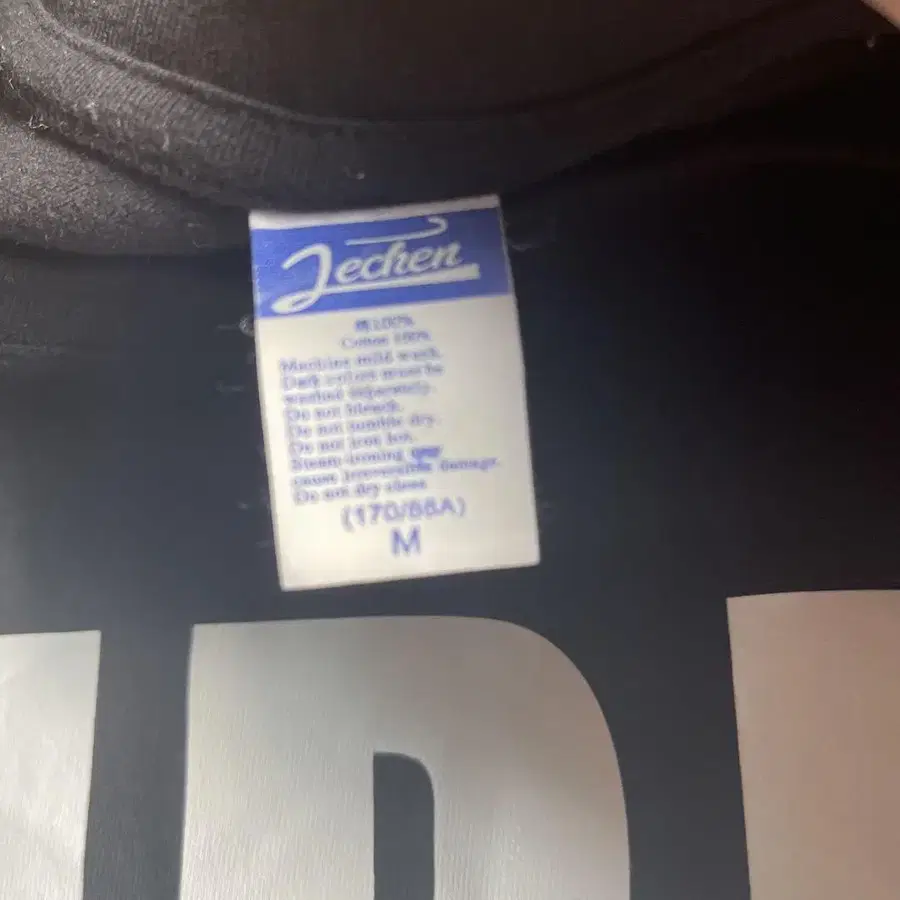 Jechen
棉100%
Cotton 100%
Machine mild wash.
Dark colors must be
washed separately.
Do not bleach.
Do not tumble dry.
Do not iron hot.
Steam-ironing may
cause irreversible damage.
Do not dry clean
(170/88A)
M